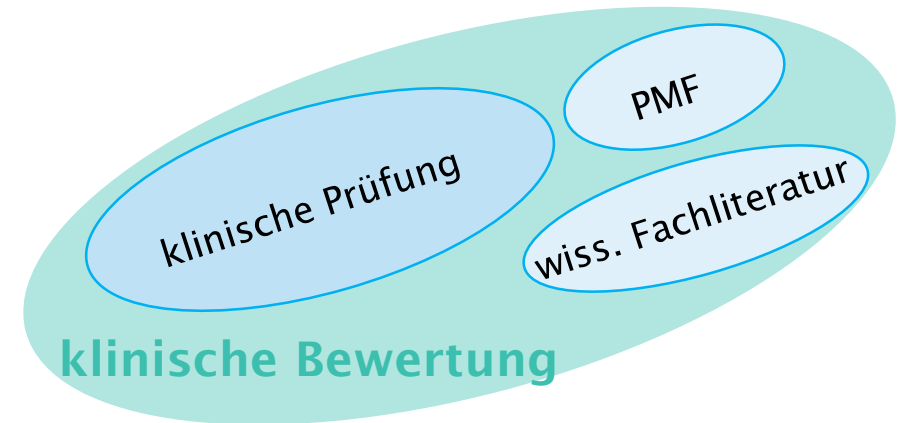 PMF
klinische Prüfung
wiss. Fachliteratur
klinische Bewertung